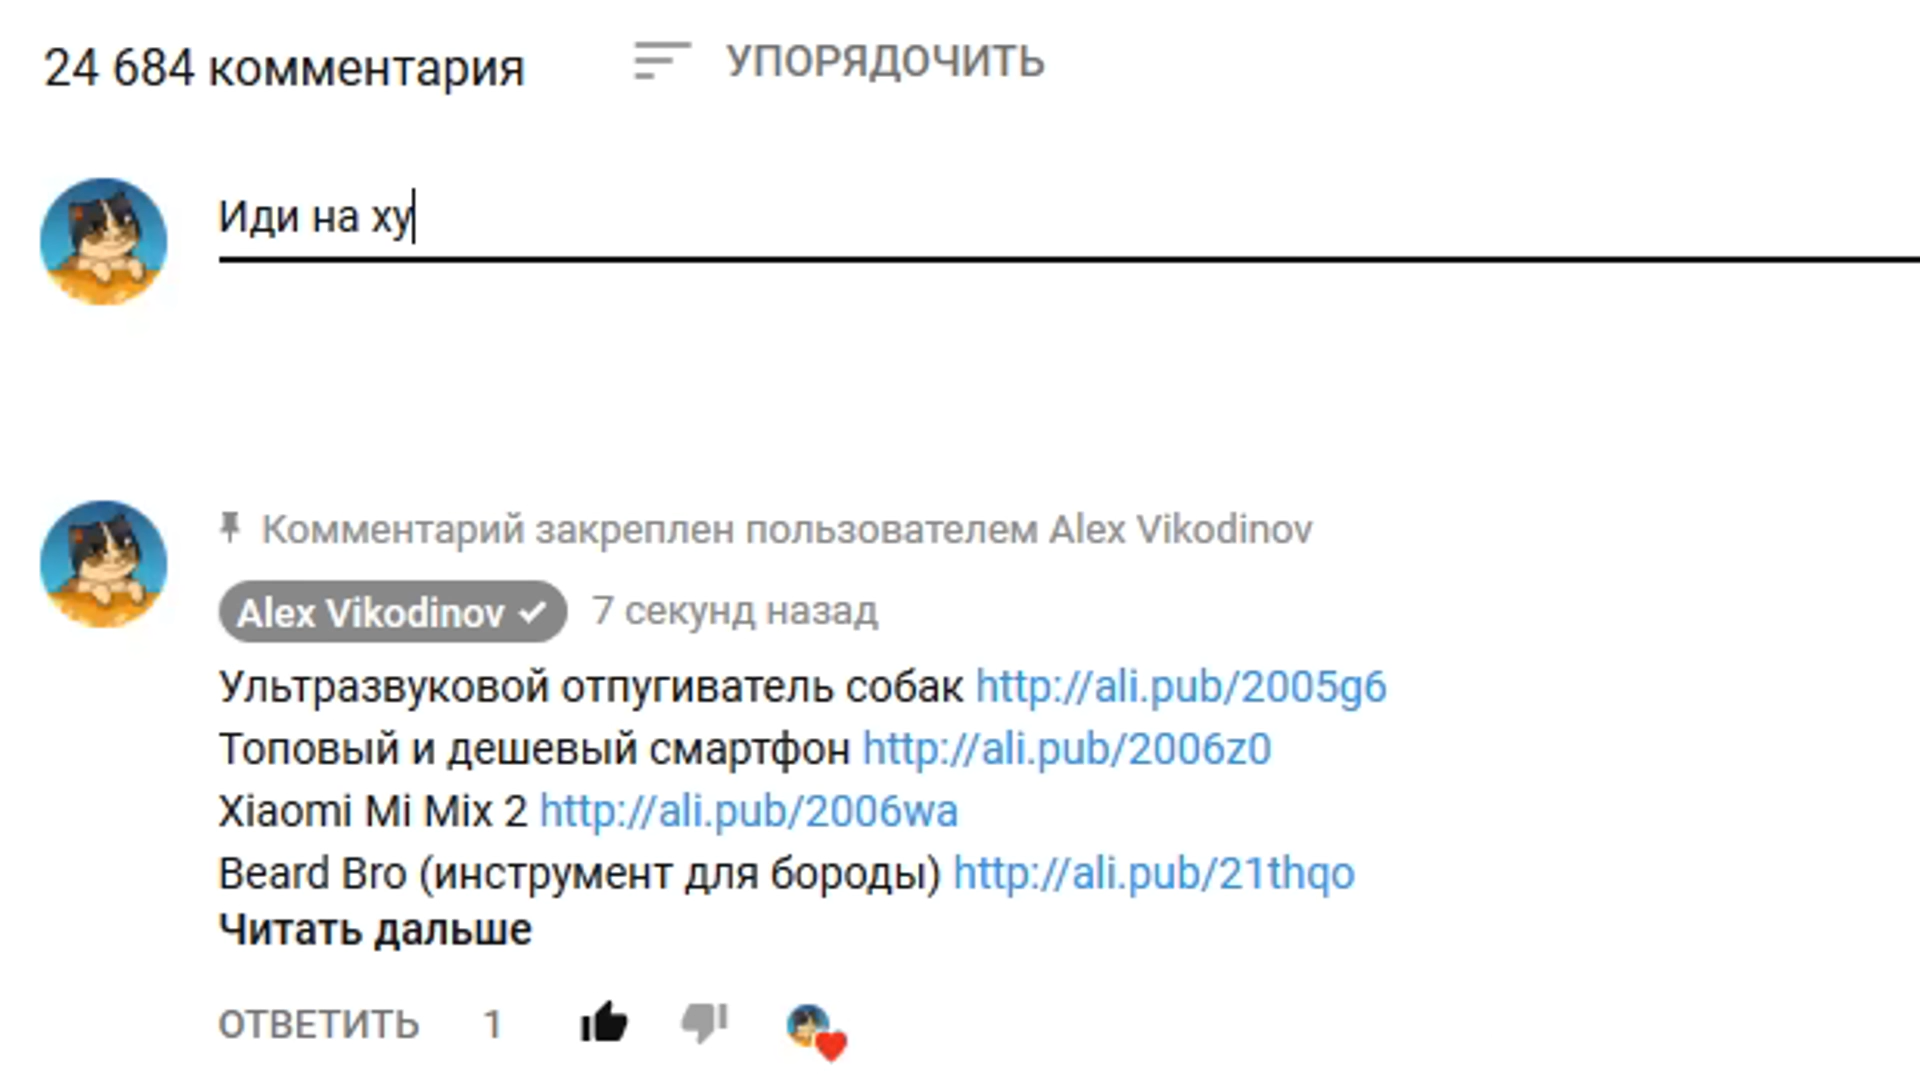 24 684 комментария УПОРЯДОЧИТЬ
Иди на ху
Комментарий закреплен пользователем Alex Vikodinov
Alex Vikodinov 7 секунд назад
Ультразвуковой отпугиватель собак http://ali.pub/2005g6
Топовый и дешевый смартфон http://ali.pub/2006z0
Xiaomi Mi Mix 2 http://ali.pub/2006wa
Beard Bro (инструмент для бороды) http://ali.pub/21thqo
Читать дальше
ОТВЕТИТЬ 1